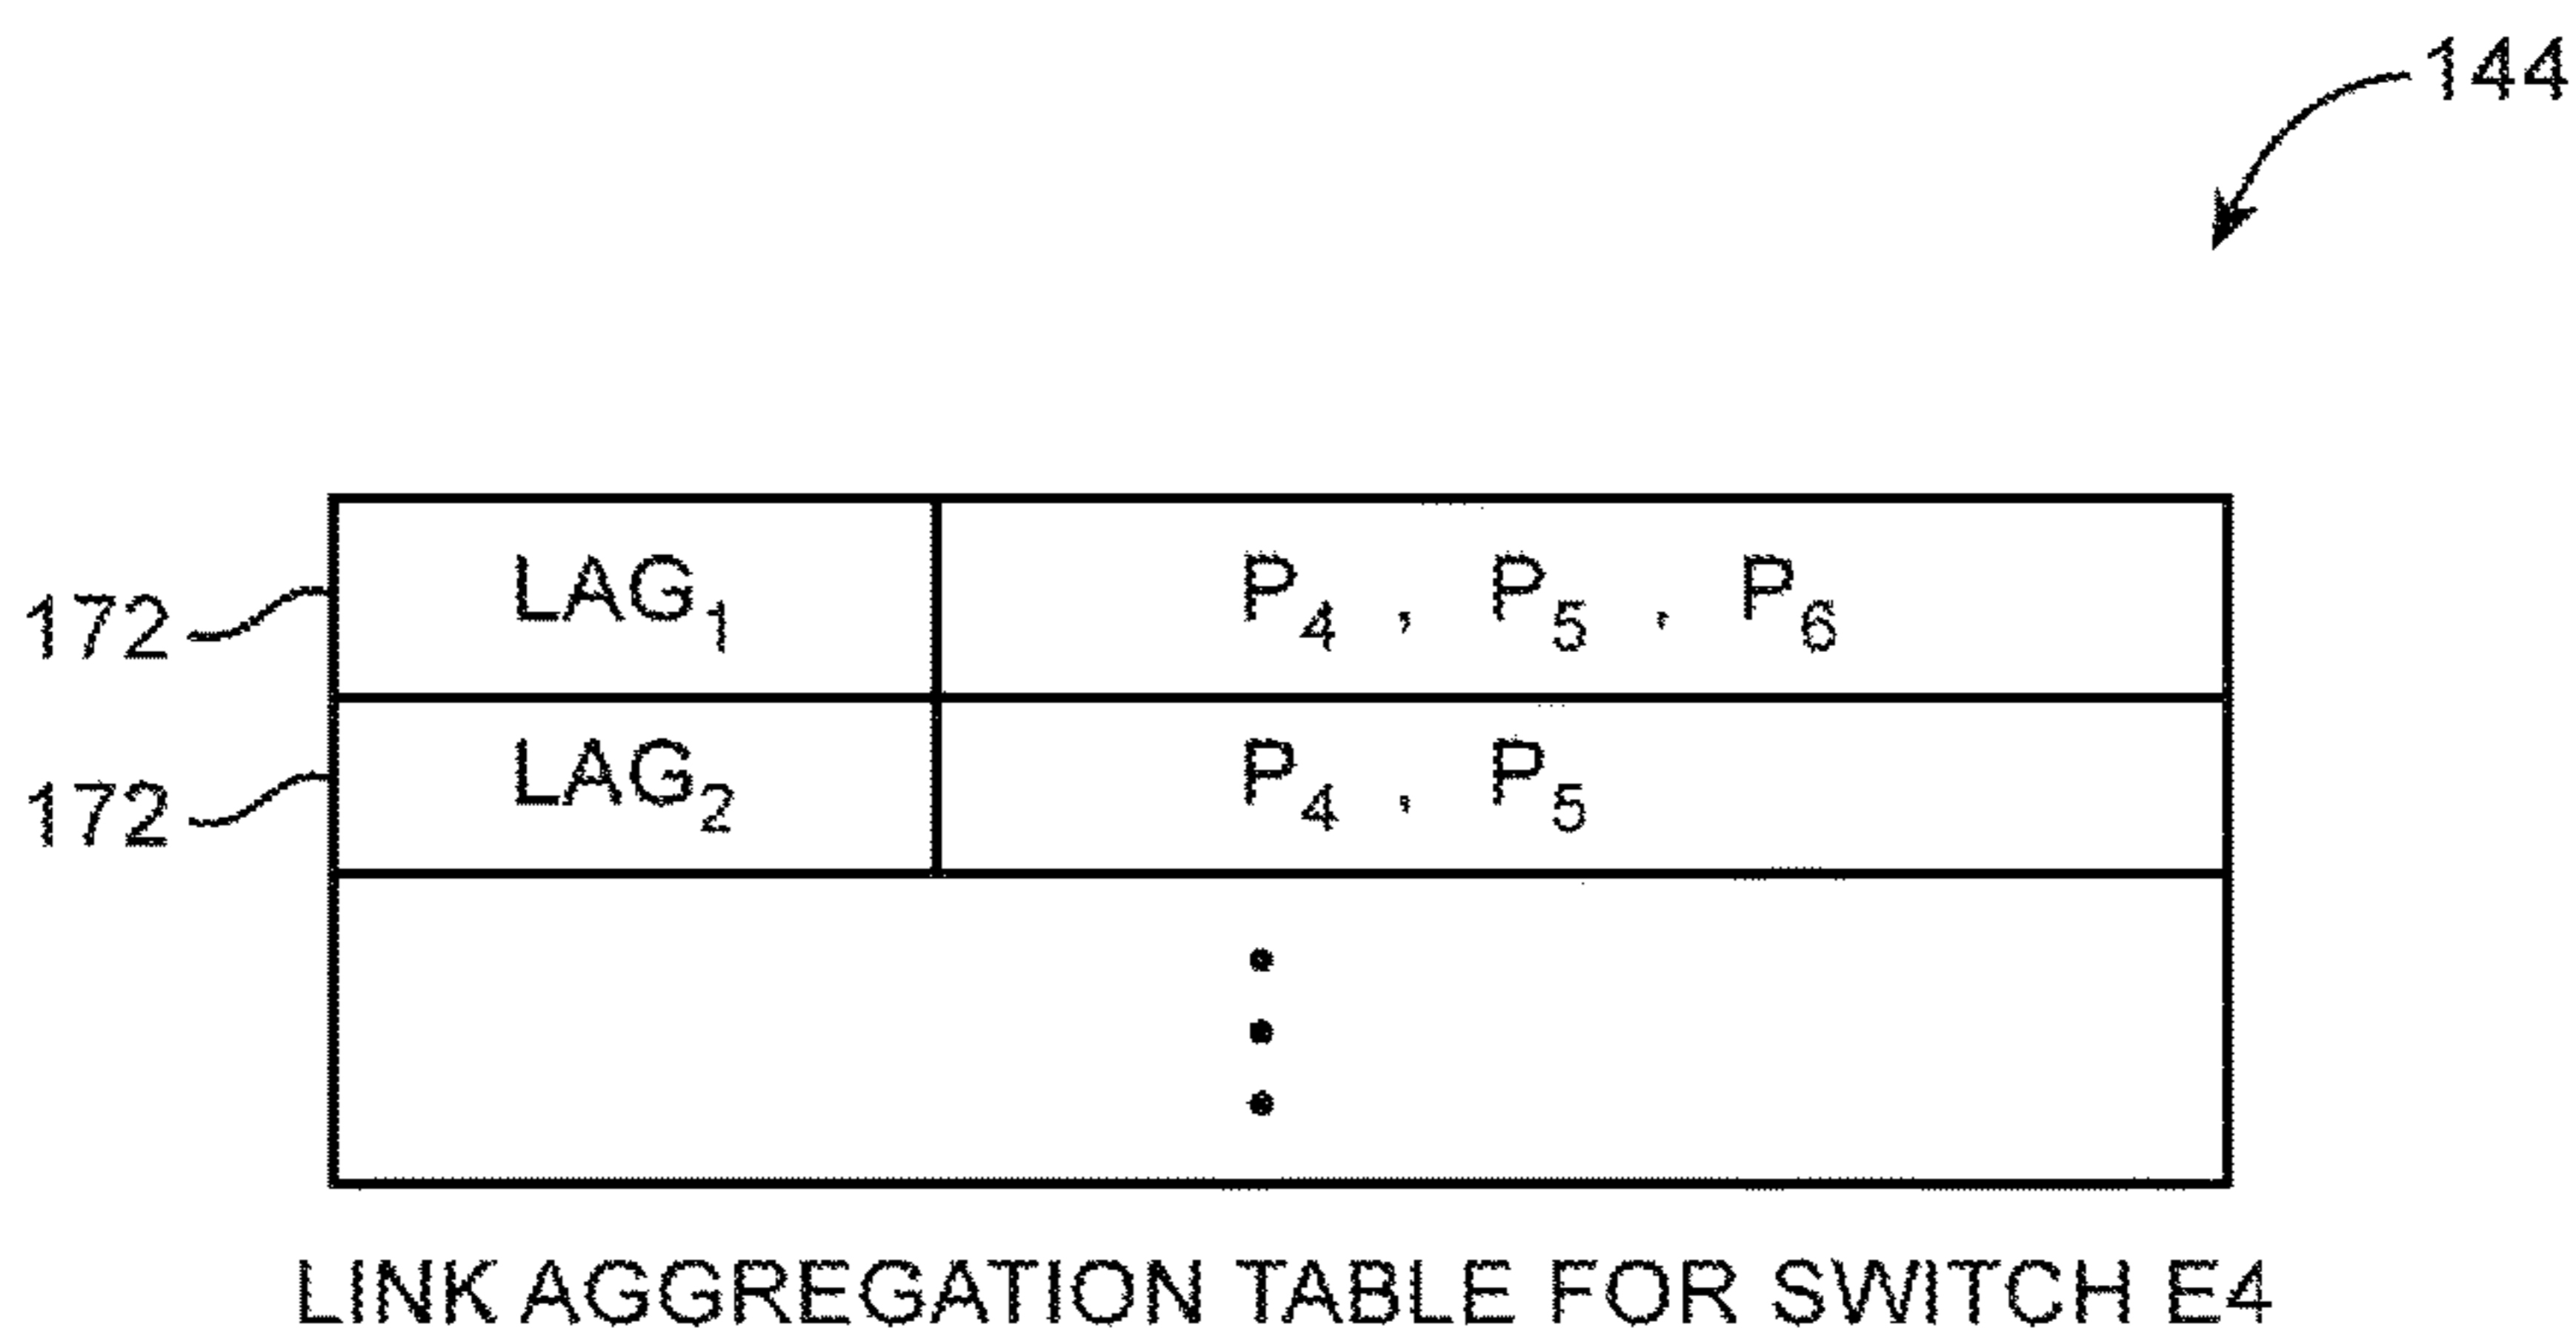 144
172 LAG₁ P₄ , P₅ , P₆
172 LAG₂ P₄ , P₅
LINK AGGREGATION TABLE FOR SWITCH E4